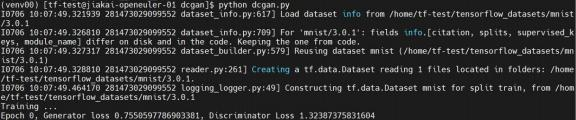 (venv00) [tf-test@jiakai-openeuler-01 dcgan]$ python dcgan.py
I0706 10:49:21.321939 281473029099552 dataset_info.py:617] Load dataset info from /home/tf-test/tensorflow_datasets/mnist
/3.0.1
I0706 10:49:21.326810 281473029099552 dataset_info.py:709] For 'mnist/3.0.1': fields info.[citation, splits, supervised_k
eys, module_name] differ on disk and in the code. Keeping the one from code.
I0706 10:49:21.327317 281473029099552 dataset_builder.py:579] Reusing dataset mnist (/home/tf-test/tensorflow_datasets/mn
ist/3.0.1)
I0706 10:49:21.328810 281473029099552 reader.py:261] Creating a tf.data.Dataset reading 1 files located in folders: /home
/tf-test/tensorflow_datasets/mnist/3.0.1.
I0706 10:49:21.464170 281473029099552 logging_logger.py:49] Constructing tf.data.Dataset mnist for split train, from /hom
e/tf-test/tensorflow_datasets/mnist/3.0.1
Training ...
Epoch 0, Generator loss 0.7550597786903381, Discriminator Loss 1.32387375831604